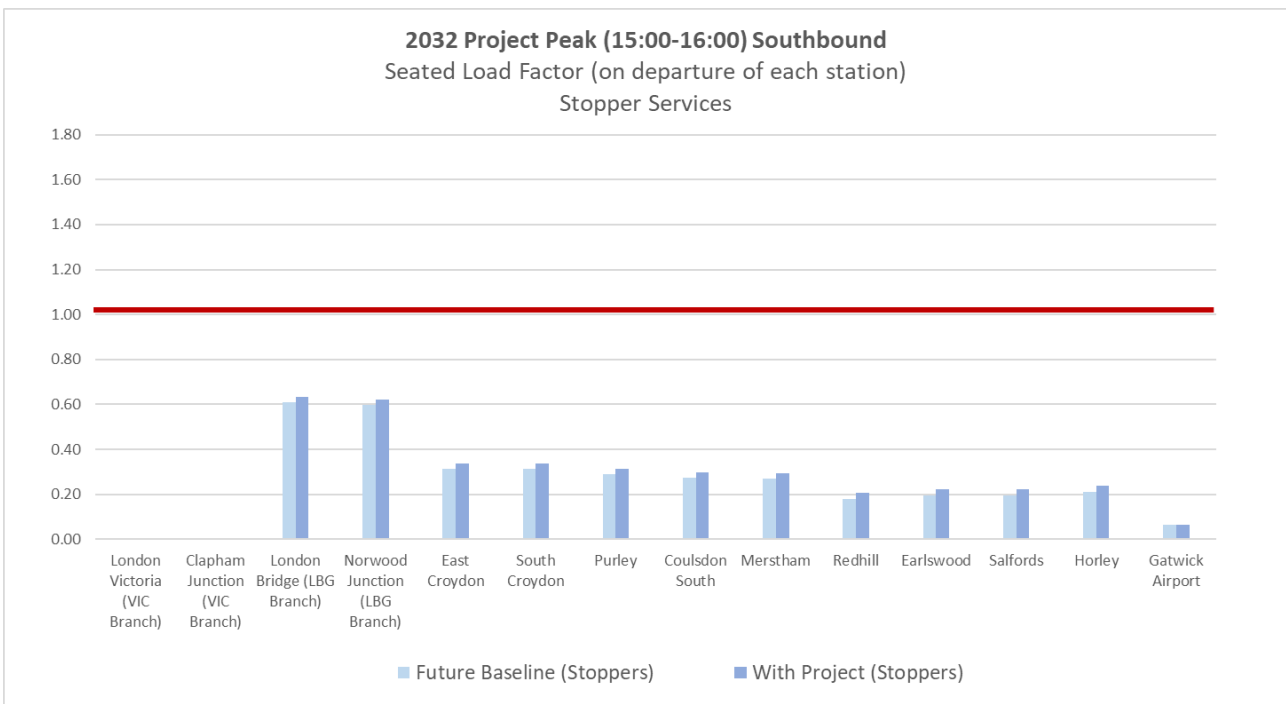 2032 Project Peak (15:00-16:00) Southbound
Seated Load Factor (on departure of each station)
Stopper Services
1.80
1.60
1.40
1.20
1.00
0.80
0.60
0.40
0.20
0.00
London
Victoria
(VIC
Branch)
Clapham
Junction
(VIC
Branch)
London
Bridge (LBG
Branch)
Norwood
Junction
(LBG
Branch)
East
Croydon
South
Croydon
Purley
Coulsdon
South
Merstham
Redhill
Earlswood
Salfords
Horley
Gatwick
Airport
Future Baseline (Stoppers)
With Project (Stoppers)